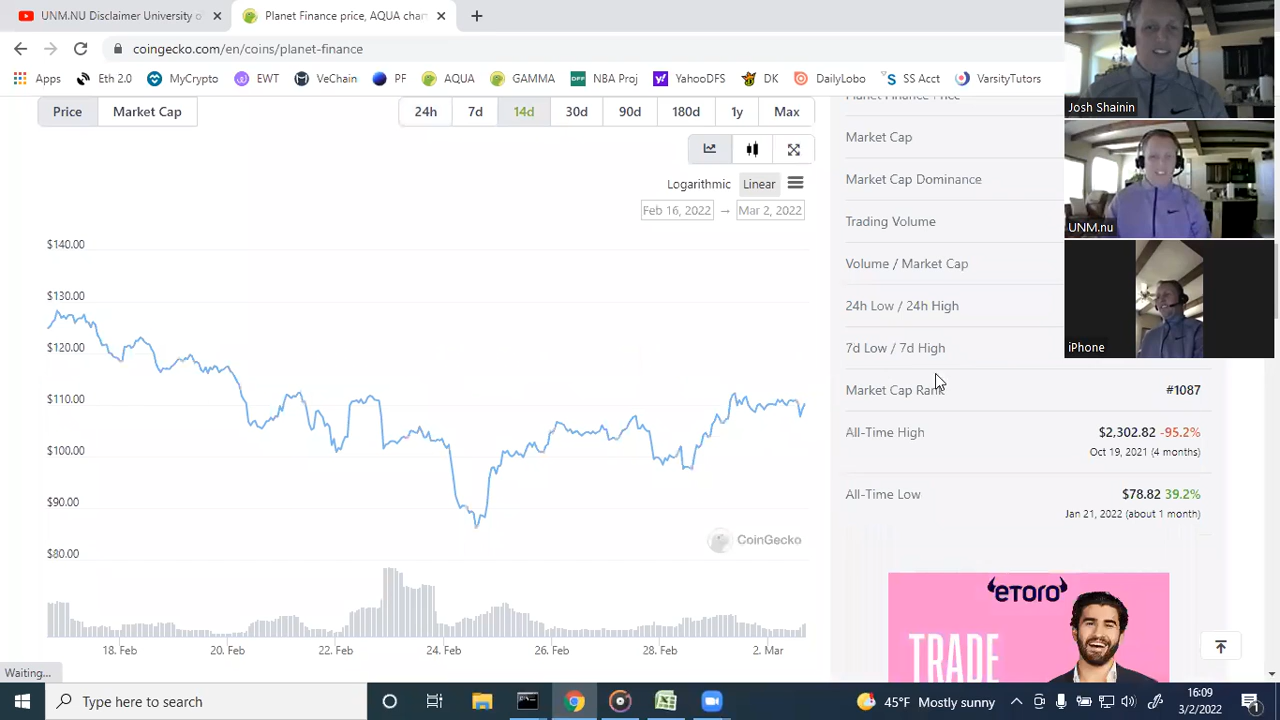 UNM.NU Disclaimer University of
Planet Finance price, AQUA char
coingecko.com/en/coins/planet-finance
Apps
Eth 2.0
MyCrypto
EWT
VeChain
PF
AQUA
GAMMA
DFF
NBA Proj
YahooDFS
DK
DailyLobo
SS Acct
VarsityTutors
Josh Shainin
UNM.nu
iPhone
Price
Market Cap
24h
7d
14d
30d
90d
180d
1y
Max
Logarithmic
Linear
Feb 16, 2022 → Mar 2, 2022
$140.00
$130.00
$120.00
$110.00
$100.00
$90.00
$80.00
CoinGecko
18. Feb
20. Feb
22. Feb
24. Feb
26. Feb
28. Feb
2. Mar
Planet Finance Price
Market Cap
Market Cap Dominance
Trading Volume
Volume / Market Cap
24h Low / 24h High
7d Low / 7d High
Market Cap Rank #1087
All-Time High $2,302.82 -95.2%
Oct 19, 2021 (4 months)
All-Time Low $78.82 39.2%
Jan 21, 2022 (about 1 month)
eToro
TRADE
Waiting...
Type here to search
45°F Mostly sunny
16:09
3/2/2022
1